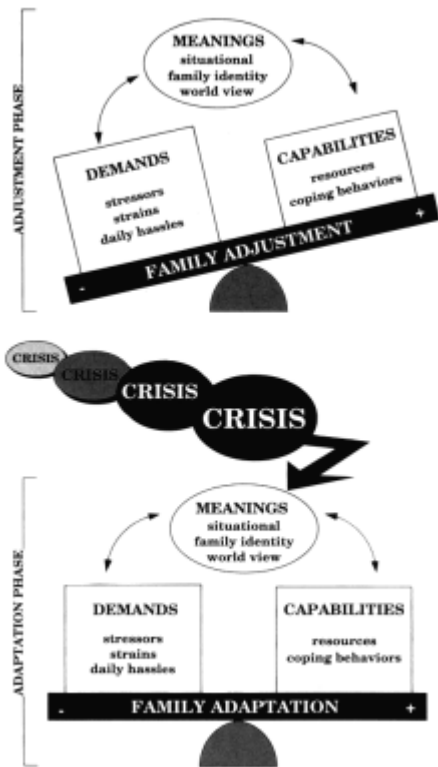 ADJUSTMENT PHASE
MEANINGS
situational
family identity
world view
DEMANDS
stressors
strains
daily hassles
CAPABILITIES
resources
coping behaviors
- FAMILY ADJUSTMENT +
CRISIS
CRISIS
CRISIS
CRISIS
ADAPTATION PHASE
MEANINGS
situational
family identity
world view
DEMANDS
stressors
strains
daily hassles
CAPABILITIES
resources
coping behaviors
- FAMILY ADAPTATION +